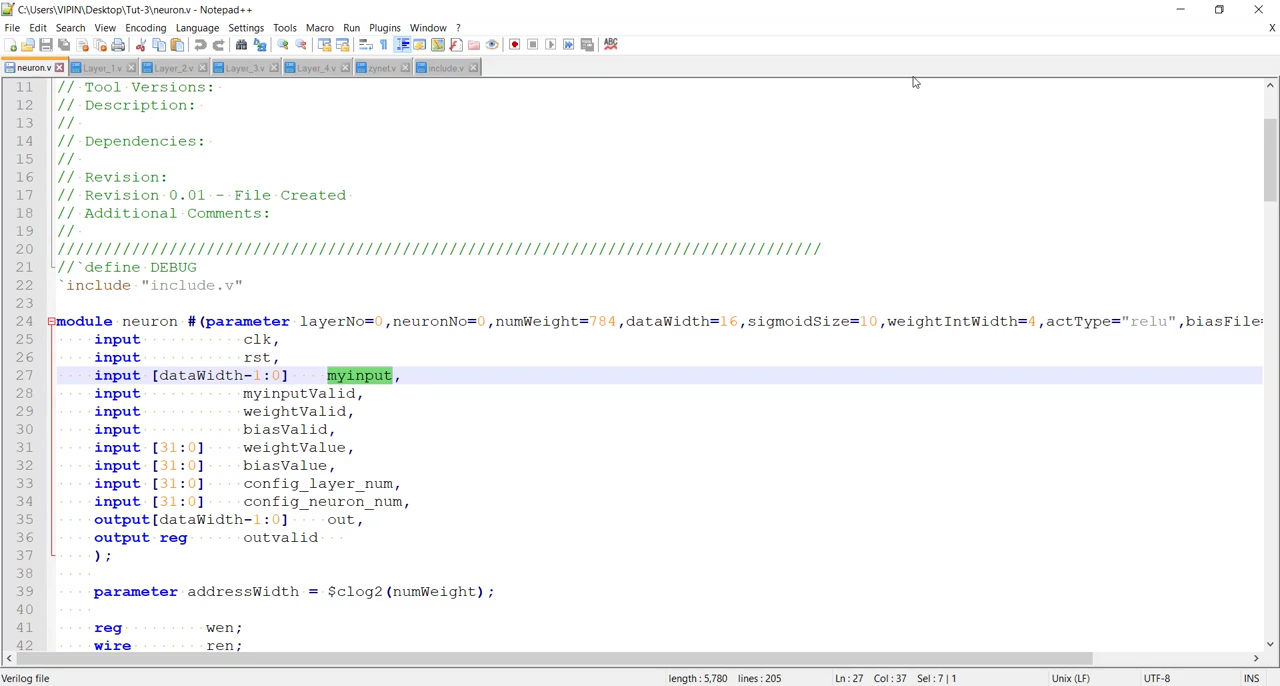 C:\Users\VIPIN\Desktop\Tut-3\neuron.v - Notepad++
File Edit Search View Encoding Language Settings Tools Macro Run Plugins Window ? X
neuron.v Layer_1.v Layer_2.v Layer_3.v Layer_4.v zynet.v include.v
11 // Tool Versions:
12 // Description:
13 //
14 // Dependencies:
15 //
16 // Revision:
17 // Revision 0.01 - File Created
18 // Additional Comments:
19 //
20 //////////////////////////////////////////////////////////////////////////////////
21 //`define DEBUG
22 `include "include.v"
23
24 module neuron #(parameter layerNo=0,neuronNo=0,numWeight=784,dataWidth=16,sigmoidSize=10,weightIntWidth=4,actType="relu",biasFile=
25 input clk,
26 input rst,
27 input [dataWidth-1:0] myinput,
28 input myinputValid,
29 input weightValid,
30 input biasValid,
31 input [31:0] weightValue,
32 input [31:0] biasValue,
33 input [31:0] config_layer_num,
34 input [31:0] config_neuron_num,
35 output[dataWidth-1:0] out,
36 output reg outvalid
37 );
38
39 parameter addressWidth = $clog2(numWeight);
40
41 reg wen;
42 wire ren;
Verilog file length : 5,780 lines : 205 Ln : 27 Col : 37 Sel : 7 | 1 Unix (LF) UTF-8 INS